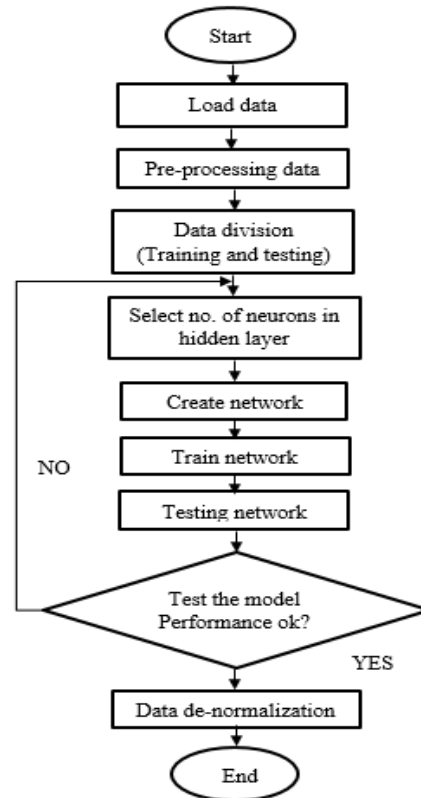 Start
Load data
Pre-processing data
Data division
(Training and testing)
Select no. of neurons in
hidden layer
Create network
Train network
NO
Testing network
Test the model
Performance ok?
YES
Data de-normalization
End